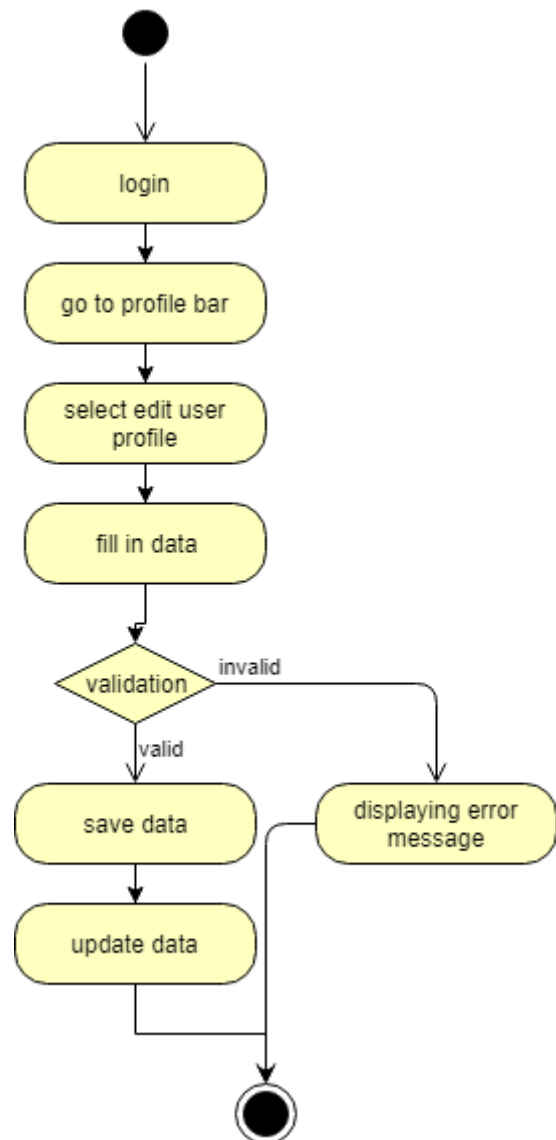 login
go to profile bar
select edit user
profile
fill in data
validation
invalid
valid
save data
displaying error
message
update data